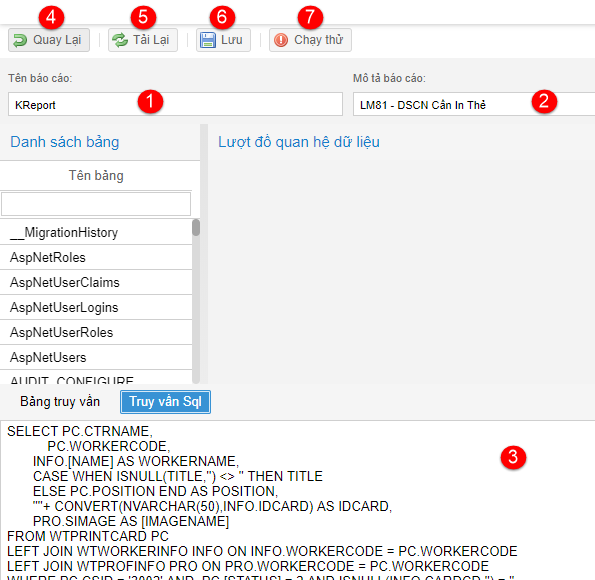 4 5 6 7
Quay Lại Tải Lại Lưu Chạy thử
Tên báo cáo: Mô tả báo cáo:
KReport 1 LM81 - DSCN Cần In Thẻ 2
Danh sách bảng Lượt đồ quan hệ dữ liệu
Tên bảng
__MigrationHistory
AspNetRoles
AspNetUserClaims
AspNetUserLogins
AspNetUserRoles
AspNetUsers
AUDIT_CONFIGURE
Bảng truy vấn Truy vấn Sql
SELECT PC.CTRNAME,
PC.WORKERCODE,
3
INFO.[NAME] AS WORKERNAME,
CASE WHEN ISNULL(TITLE,'') <> '' THEN TITLE
ELSE PC.POSITION END AS POSITION,
''''+ CONVERT(NVARCHAR(50),INFO.IDCARD) AS IDCARD,
PRO.SIMAGE AS [IMAGENAME]
FROM WTPRINTCARD PC
LEFT JOIN WTWORKERINFO INFO ON INFO.WORKERCODE = PC.WORKERCODE
LEFT JOIN WTPROFINFO PRO ON PRO.WORKERCODE = PC.WORKERCODE